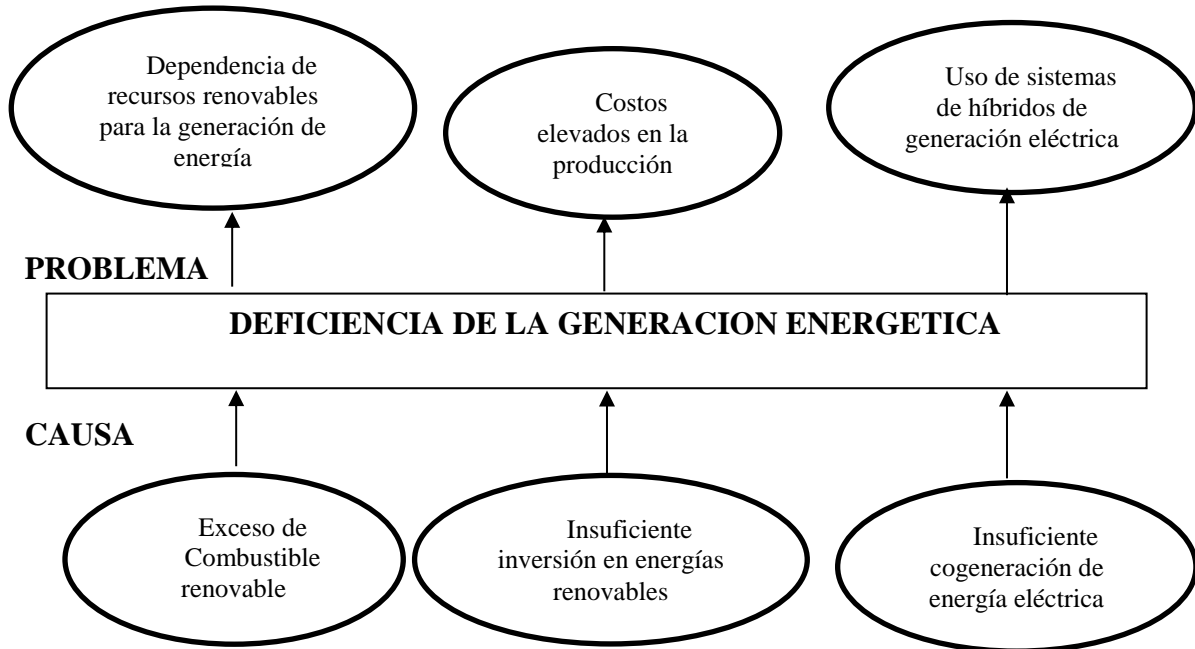 Dependencia de
recursos renovables
para la generación de
energía
Costos
elevados en la
producción
Uso de sistemas
de híbridos de
generación eléctrica
PROBLEMA
DEFICIENCIA DE LA GENERACION ENERGETICA
CAUSA
Exceso de
Combustible
renovable
Insuficiente
inversión en energías
renovables
Insuficiente
cogeneración de
energía eléctrica